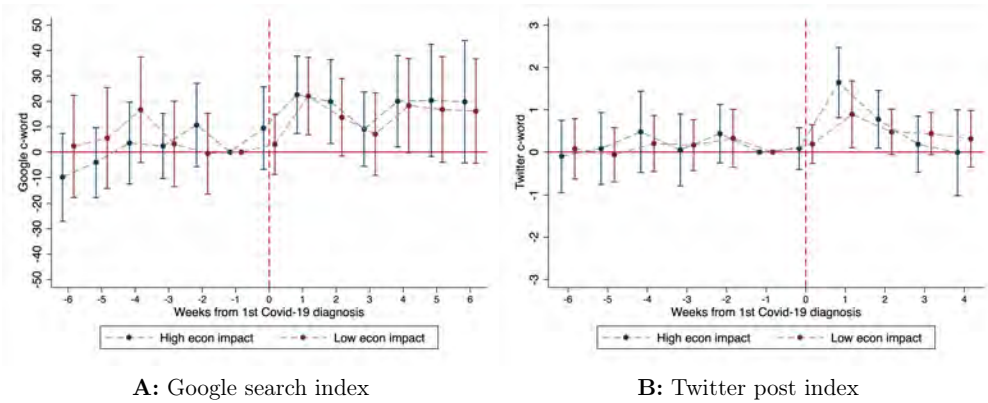 Google c-word
50
40
30
20
10
0
-10
-20
-30
-40
-50
-6 -5 -4 -3 -2 -1 0 1 2 3 4 5 6
Weeks from 1st Covid-19 diagnosis
High econ impact Low econ impact
A: Google search index
Twitter c-word
3
2
1
0
-1
-2
-3
-6 -5 -4 -3 -2 -1 0 1 2 3 4
Weeks from 1st Covid-19 diagnosis
High econ impact Low econ impact
B: Twitter post index